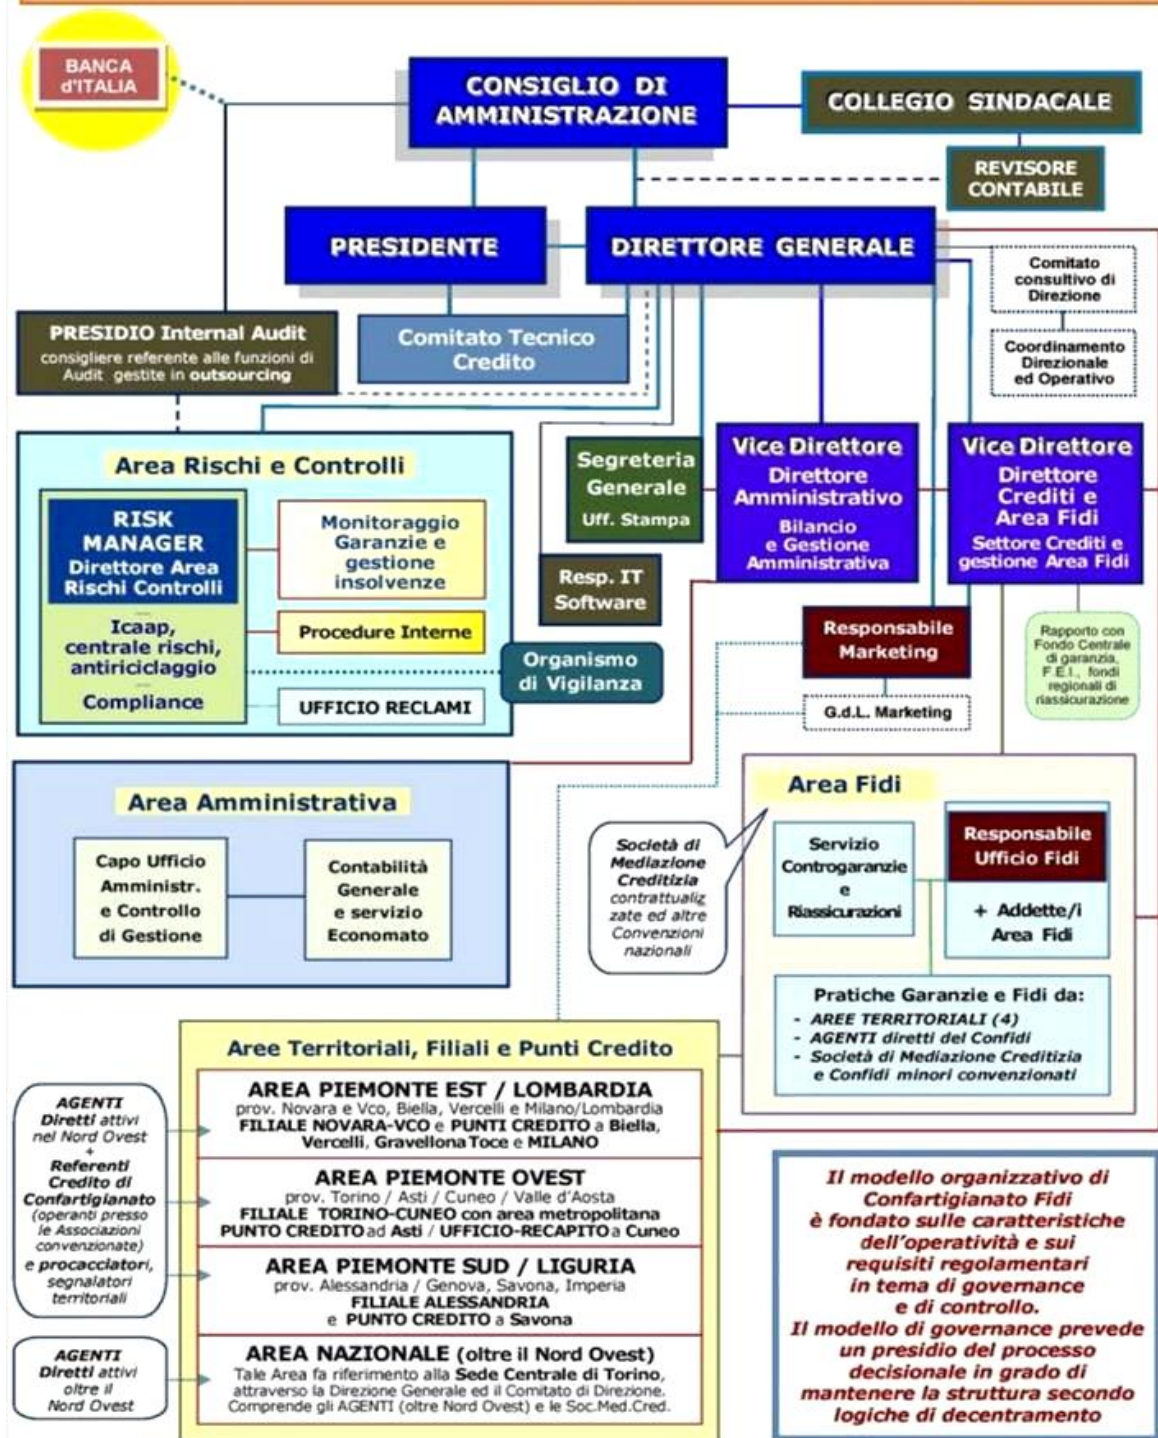 BANCA
d'ITALIA
CONSIGLIO DI
AMMINISTRAZIONE
COLLEGIO SINDACALE
REVISORE
CONTABILE
PRESIDENTE
DIRETTORE GENERALE
Comitato
consultivo di
Direzione
PRESIDIO Internal Audit
consigliere referente alle funzioni di
Audit gestite in outsourcing
Comitato Tecnico
Credito
Coordinamento
Direzionale
ed Operativo
Area Rischi e Controlli
RISK
MANAGER
Direttore Area
Rischi Controlli
Icaap,
centrale rischi,
antiriciclaggio
Compliance
Monitoraggio
Garanzie e
gestione
insolvenze
Procedure Interne
UFFICIO RECLAMI
Organismo
di Vigilanza
Segreteria
Generale
Uff. Stampa
Resp. IT
Software
Vice Direttore
Direttore
Amministrativo
Bilancio
e Gestione
Amministrativa
Vice Direttore
Direttore
Crediti e
Area Fidi
Settore Crediti e
gestione Area Fidi
Responsabile
Marketing
G.d.L. Marketing
Rapporto con
Fondo Centrale
di garanzia,
F.E.I., fondi
regionali di
riassicurazione
Area Amministrativa
Capo Ufficio
Amministr.
e Controllo
di Gestione
Contabilità
Generale
e servizio
Economato
Società di
Mediazione
Creditizia
contrattualiz
zate ed altre
Convenzioni
nazionali
Area Fidi
Servizio
Controgaranzie
e
Riassicurazioni
Responsabile
Ufficio Fidi
+ Addette/i
Area Fidi
Pratiche Garanzie e Fidi da:
- AREE TERRITORIALI (4)
- AGENTI diretti del Confidi
- Società di Mediazione Creditizia
e Confidi minori convenzionati
Aree Territoriali, Filiali e Punti Credito
AREA PIEMONTE EST / LOMBARDIA
prov. Novara e Vco, Biella, Vercelli e Milano/Lombardia
FILIALE NOVARA-VCO e PUNTI CREDITO a Biella,
Vercelli, Gravellona Toce e MILANO
AREA PIEMONTE OVEST
prov. Torino / Asti / Cuneo / Valle d'Aosta
FILIALE TORINO-CUNEO con area metropolitana
PUNTO CREDITO ad Asti / UFFICIO-RECAPITO a Cuneo
AREA PIEMONTE SUD / LIGURIA
prov. Alessandria / Genova, Savona, Imperia
FILIALE ALESSANDRIA
e PUNTO CREDITO a Savona
AREA NAZIONALE (oltre il Nord Ovest)
Tale Area fa riferimento alla Sede Centrale di Torino,
attraverso la Direzione Generale ed il Comitato di Direzione.
Comprende gli AGENTI (oltre Nord Ovest) e le Soc.Med.Cred.
AGENTI
Diretti attivi
nel Nord Ovest
+
Referenti
Credito di
Confartigianato
(operanti presso
le Associazioni
convenzionate)
e procacciatori,
segnalatori
territoriali
AGENTI
Diretti attivi
oltre il
Nord Ovest
Il modello organizzativo di
Confartigianato Fidi
è fondato sulle caratteristiche
dell'operatività e sui
requisiti regolamentari
in tema di governance
e di controllo.
Il modello di governance prevede
un presidio del processo
decisionale in grado di
mantenere la struttura secondo
logiche di decentramento